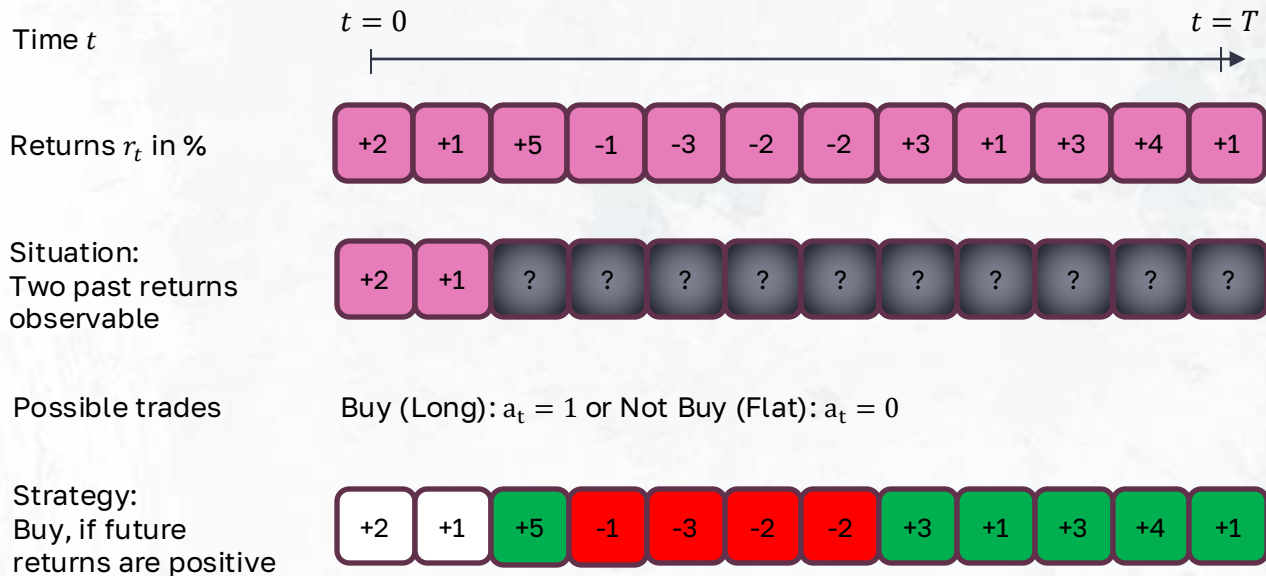 Time t
t = 0
t = T
Returns r_t in %
+2 +1 +5 -1 -3 -2 -2 +3 +1 +3 +4 +1
Situation:
Two past returns
observable
+2 +1 ? ? ? ? ? ? ? ? ? ?
Possible trades
Buy (Long): a_t = 1 or Not Buy (Flat): a_t = 0
Strategy:
Buy, if future
returns are positive
+2 +1 +5 -1 -3 -2 -2 +3 +1 +3 +4 +1